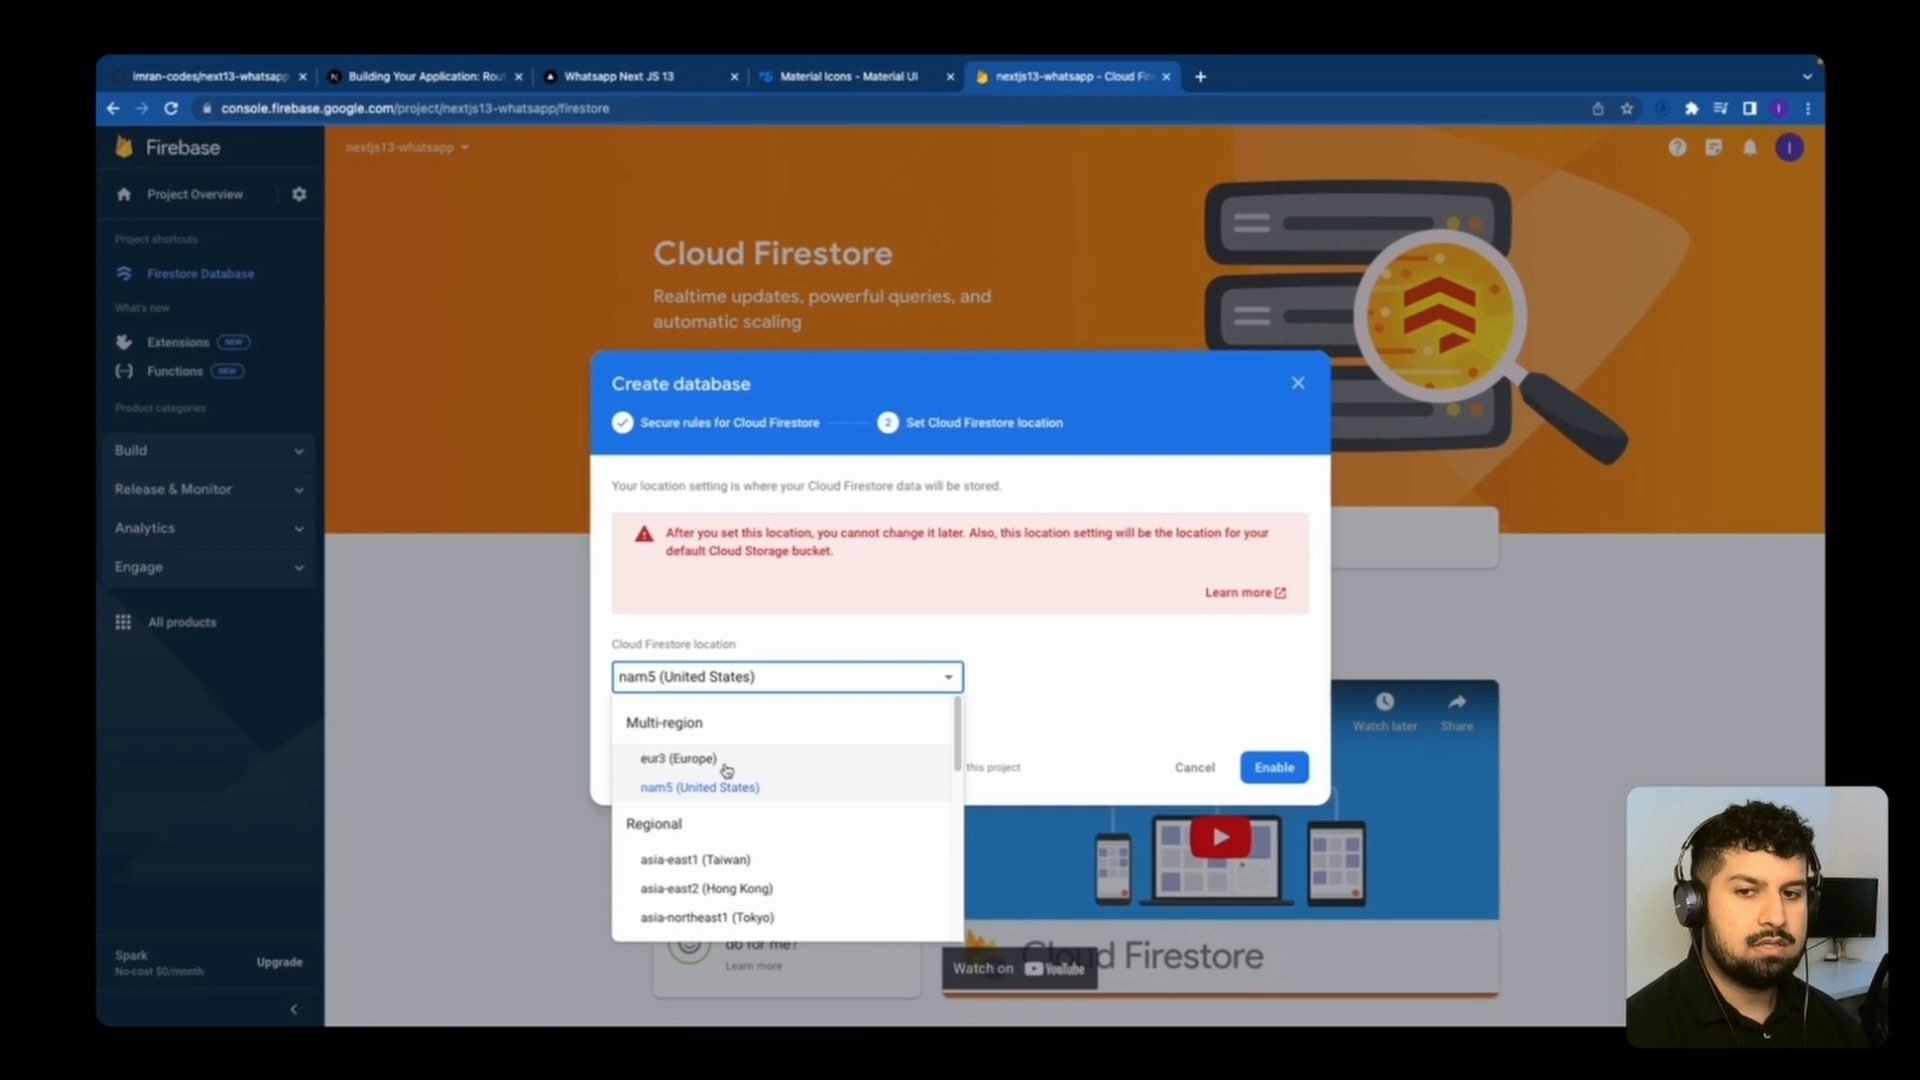 imran-codes/next13-whatsapp
Building Your Application: Rou
Whatsapp Next JS 13
Material Icons - Material UI
nextjs13-whatsapp - Cloud Fir
console.firebase.google.com/project/nextjs13-whatsapp/firestore
Firebase
nextjs13-whatsapp
I
Project Overview
Project shortcuts
Firestore Database
What's new
Extensions NEW
Functions NEW
Product categories
Build
Release & Monitor
Analytics
Engage
All products
Spark
No-cost $0/month
Upgrade
Cloud Firestore
Realtime updates, powerful queries, and
automatic scaling
Create database
Secure rules for Cloud Firestore
2 Set Cloud Firestore location
Your location setting is where your Cloud Firestore data will be stored.
After you set this location, you cannot change it later. Also, this location setting will be the location for your
default Cloud Storage bucket.
Learn more
Cloud Firestore location
nam5 (United States)
Multi-region
eur3 (Europe)
nam5 (United States)
Regional
asia-east1 (Taiwan)
asia-east2 (Hong Kong)
asia-northeast1 (Tokyo)
this project
Cancel
Enable
Watch later
Share
do for me?
Learn more
Watch on YouTube
Cloud Firestore